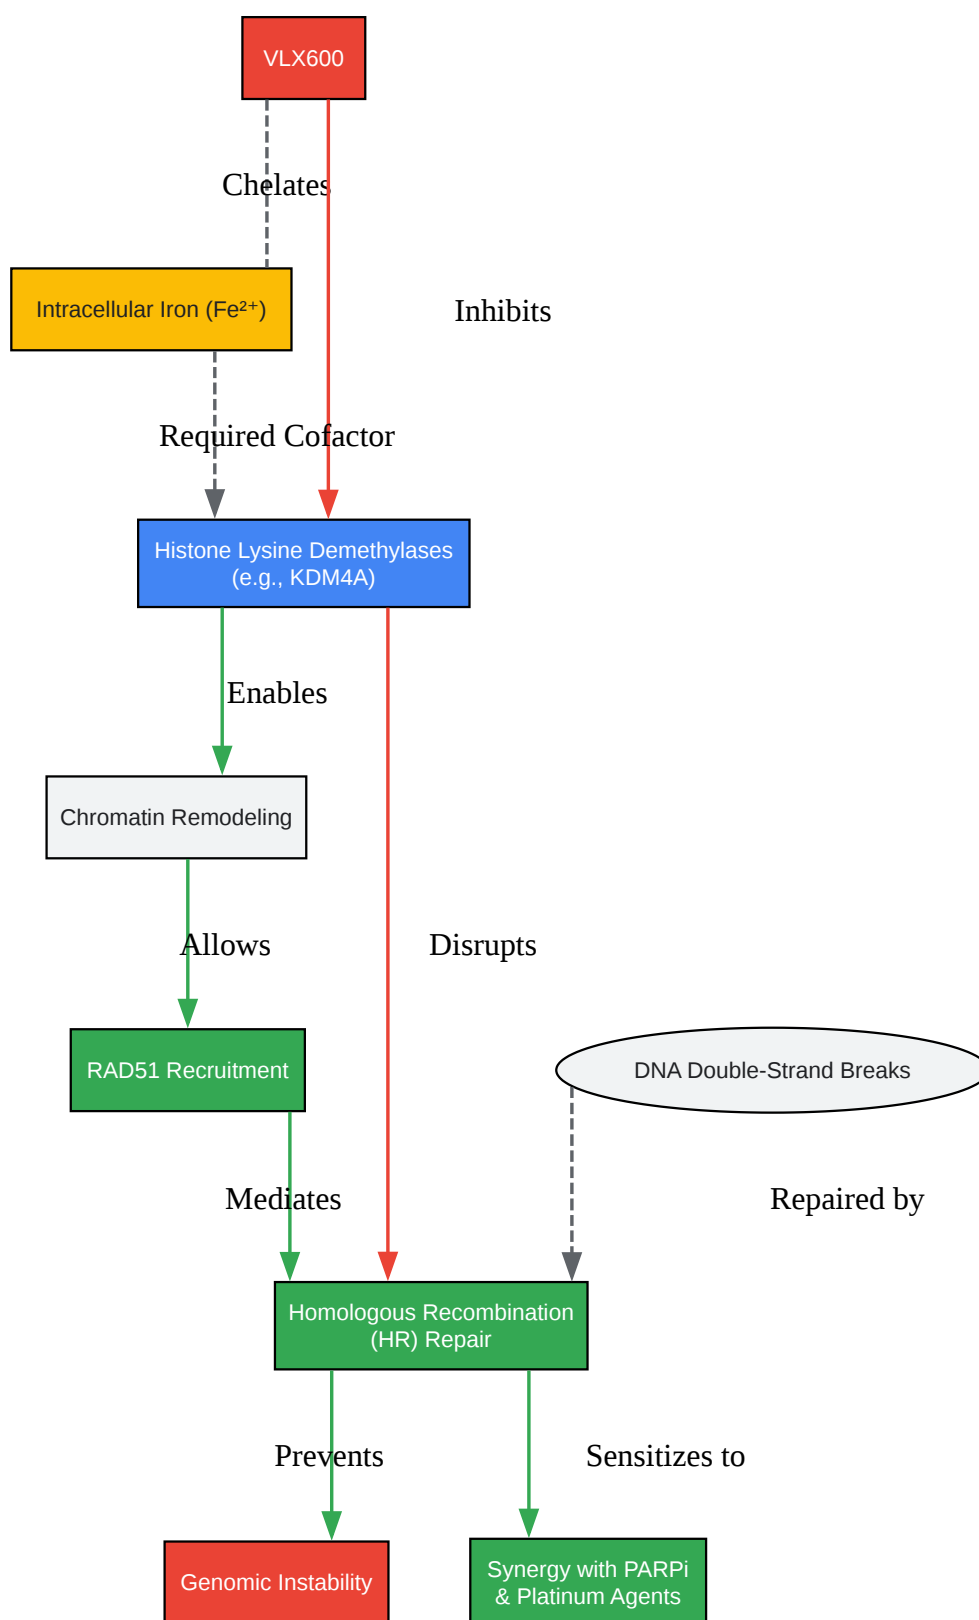 VLX600
Chelates
Intracellular Iron (Fe²⁺)
Inhibits
Required Cofactor
Histone Lysine Demethylases
(e.g., KDM4A)
Enables
Chromatin Remodeling
Allows
Disrupts
RAD51 Recruitment
DNA Double-Strand Breaks
Mediates
Repaired by
Homologous Recombination
(HR) Repair
Prevents
Sensitizes to
Genomic Instability
Synergy with PARPi
& Platinum Agents